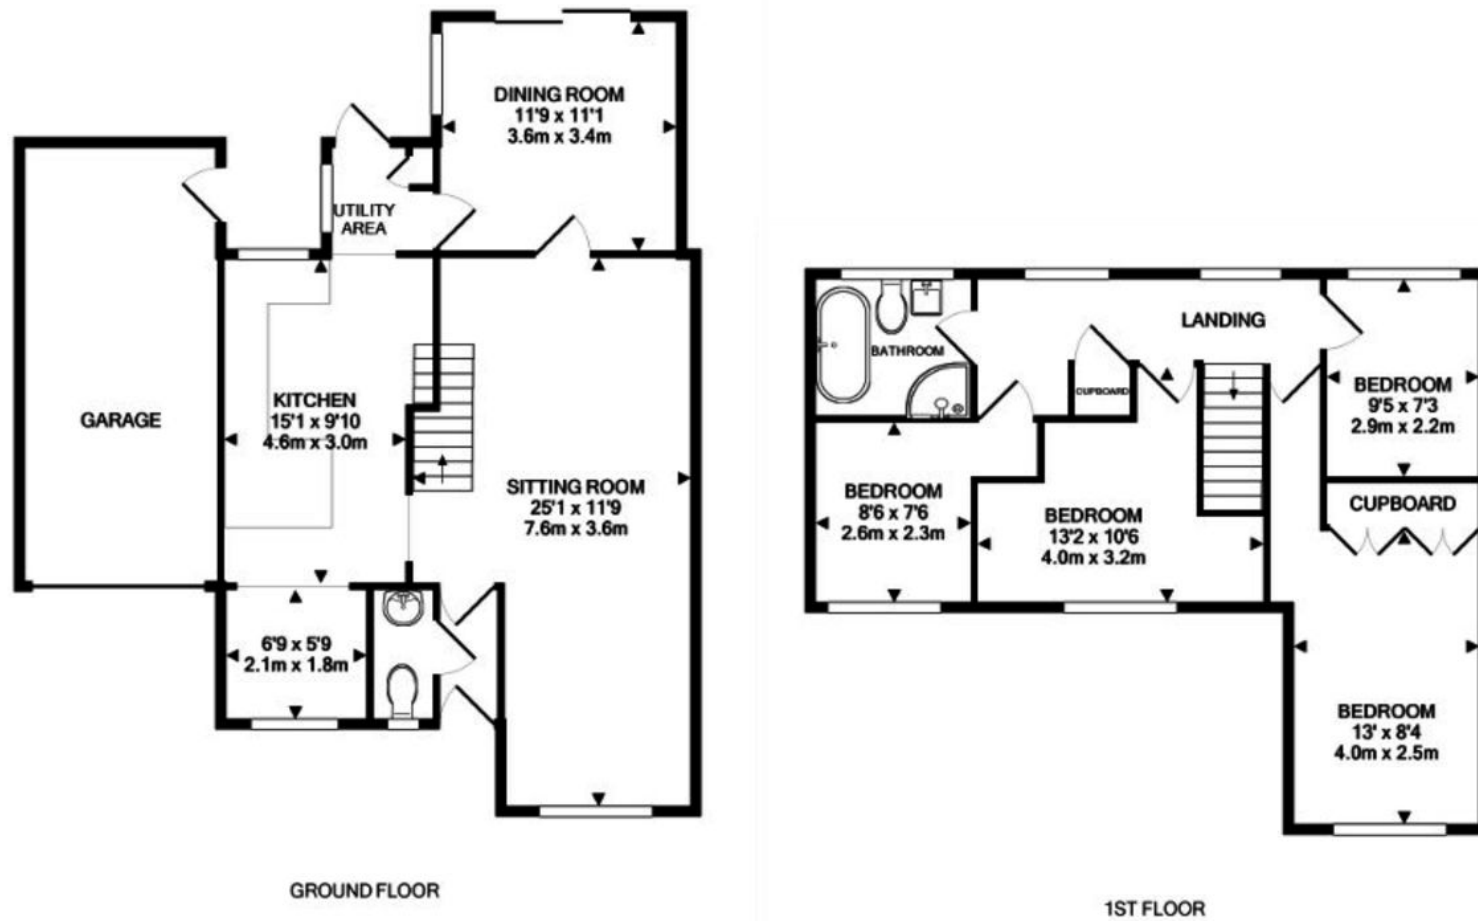 DINING ROOM
11'9 x 11'1
3.6m x 3.4m
UTILITY
AREA
GARAGE
KITCHEN
15'1 x 9'10
4.6m x 3.0m
SITTING ROOM
25'1 x 11'9
7.6m x 3.6m
6'9 x 5'9
2.1m x 1.8m
GROUND FLOOR
LANDING
BATHROOM
CUPBOARD
BEDROOM
9'5 x 7'3
2.9m x 2.2m
BEDROOM
8'6 x 7'6
2.6m x 2.3m
BEDROOM
13'2 x 10'6
4.0m x 3.2m
CUPBOARD
BEDROOM
13' x 8'4
4.0m x 2.5m
1ST FLOOR